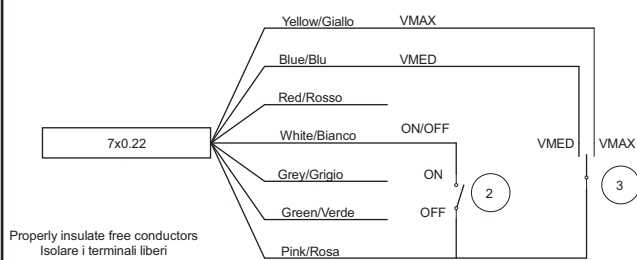 Yellow/Giallo VMAX
Blue/Blu VMED
Red/Rosso
7x0.22
White/Bianco ON/OFF
VMED VMAX
Grey/Grigio ON
2
3
Green/Verde OFF
Properly insulate free conductors
Isolare i terminali liberi
Pink/Rosa